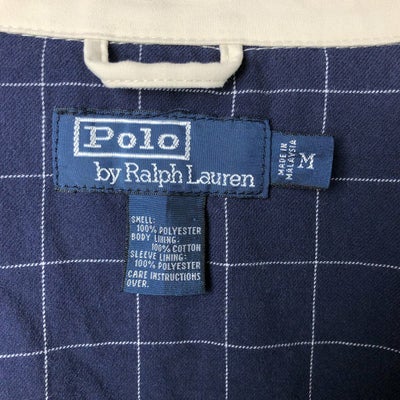 Polo
by Ralph Lauren
MADE IN
MALAYSIA
M
SHELL:
100% POLYESTER
BODY LINING:
100% COTTON
SLEEVE LINING:
100% POLYESTER
CARE INSTRUCTIONS
OVER.